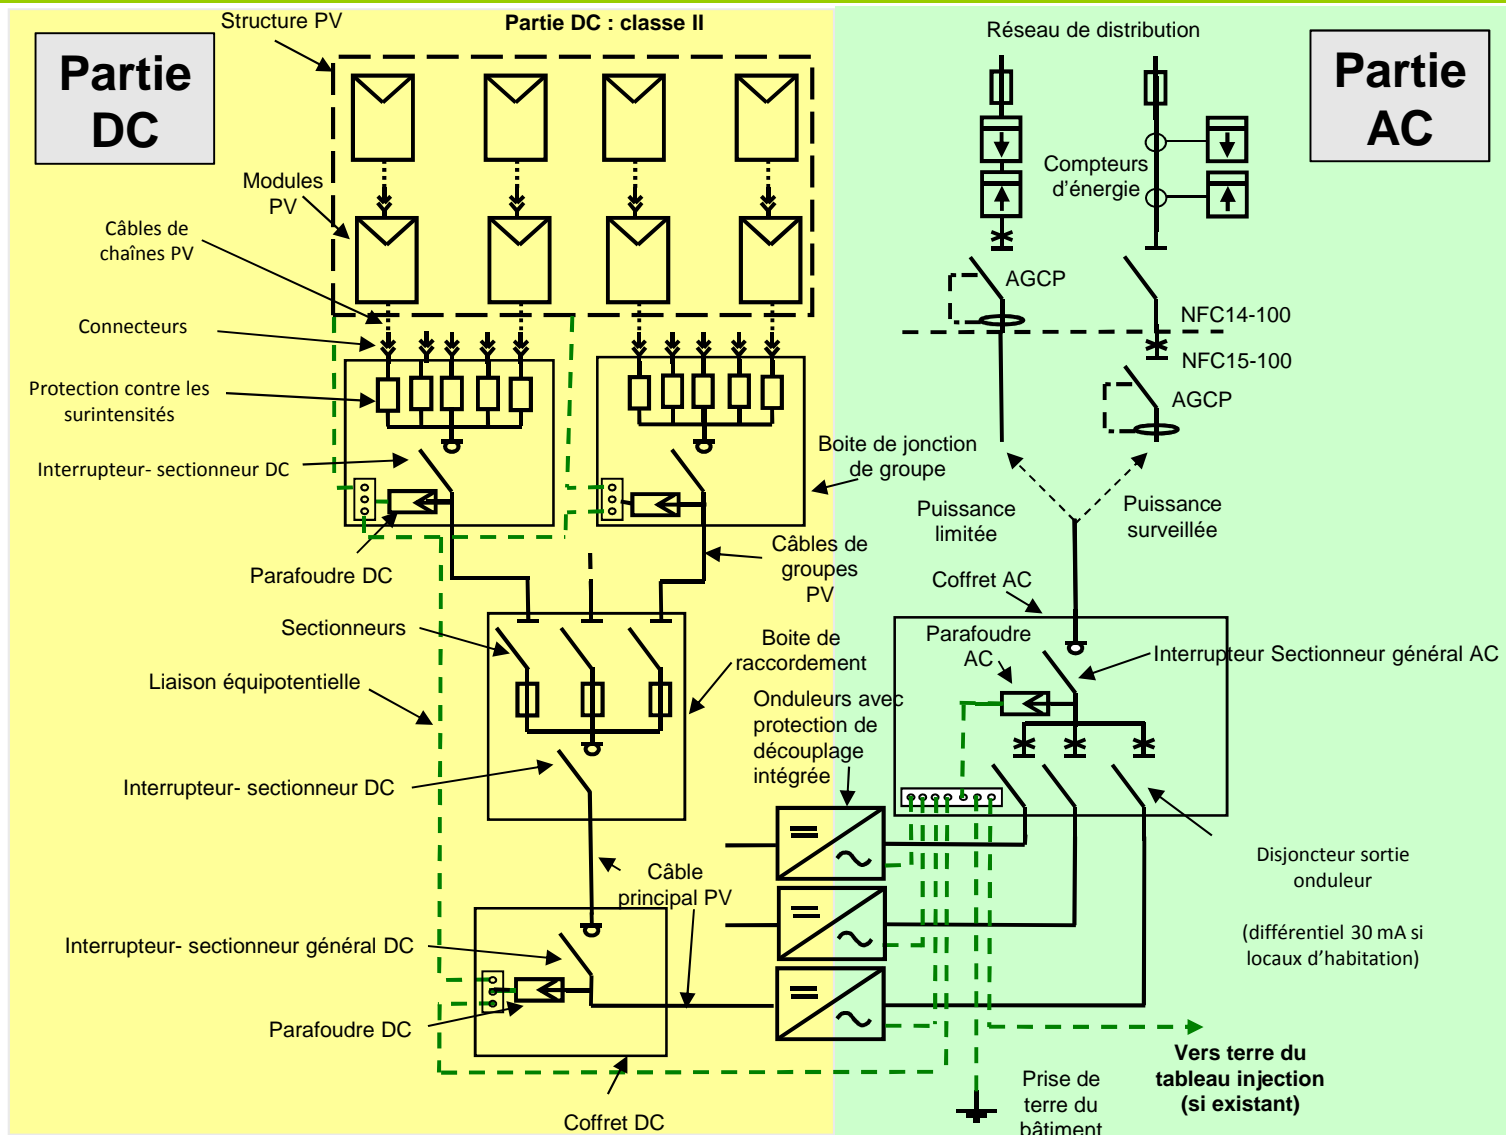 Partie
DC
Structure PV
Partie DC : classe II
Modules
PV
Câbles de
chaînes PV
Connecteurs
Protection contre les
surintensités
Interrupteur- sectionneur DC
Parafoudre DC
Boite de jonction
de groupe
Câbles de
groupes
PV
Sectionneurs
Liaison équipotentielle
Boite de
raccordement
Interrupteur- sectionneur DC
Câble
principal PV
Interrupteur- sectionneur général DC
Parafoudre DC
Coffret DC
Onduleurs avec
protection de
découplage
intégrée
Partie
AC
Réseau de distribution
Compteurs
d’énergie
AGCP
NFC14-100
NFC15-100
AGCP
Puissance
limitée
Puissance
surveillée
Coffret AC
Parafoudre
AC
Interrupteur Sectionneur général AC
Disjoncteur sortie
onduleur
(différentiel 30 mA si
locaux d’habitation)
Vers terre du
tableau injection
(si existant)
Prise de
terre du
bâtiment